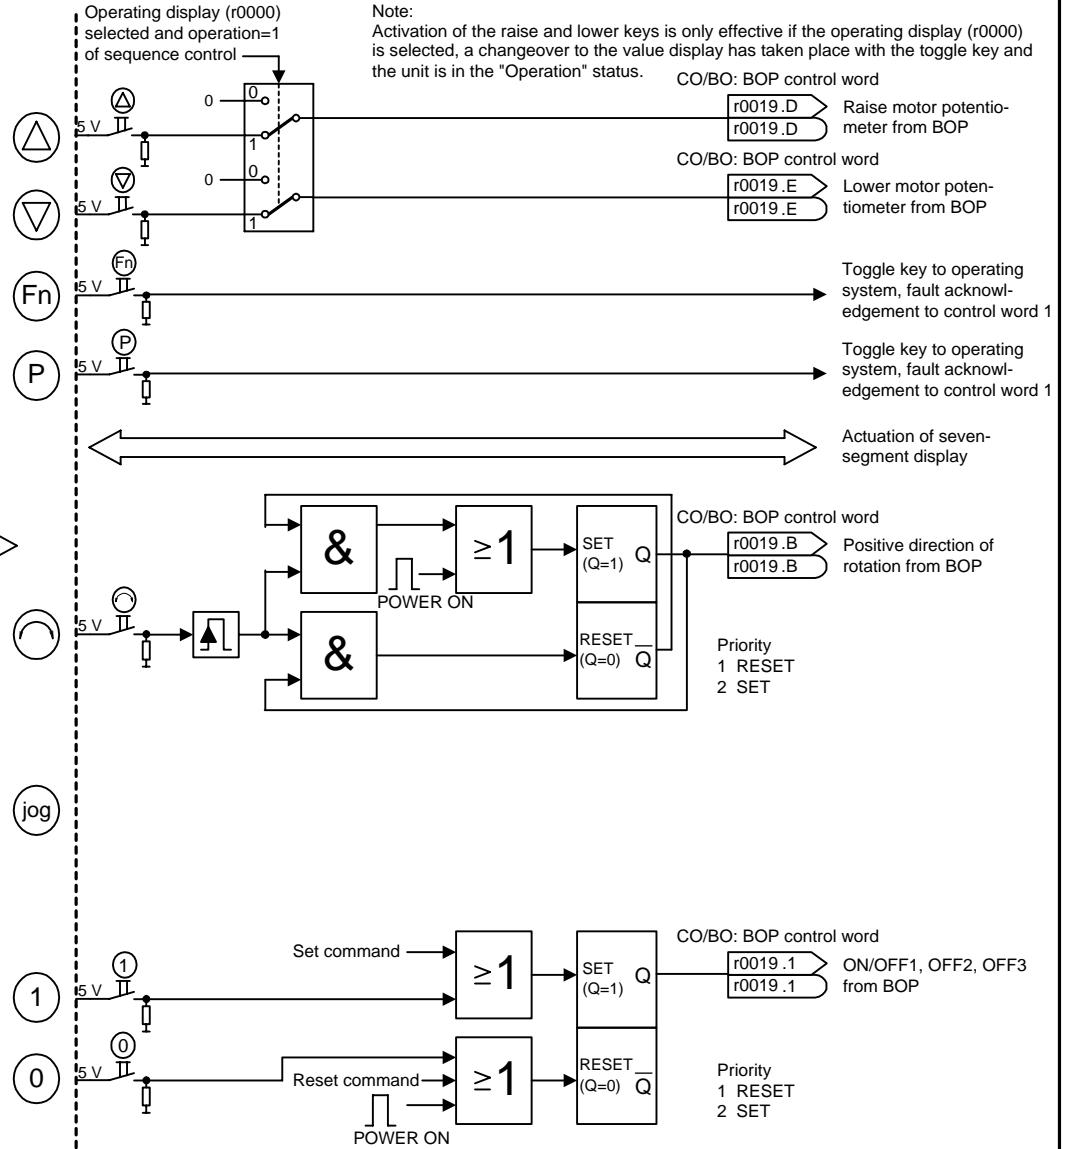 Operating display (r0000)
selected and operation=1
of sequence control
Note:
Activation of the raise and lower keys is only effective if the operating display (r0000)
is selected, a changeover to the value display has taken place with the toggle key and
the unit is in the "Operation" status.
CO/BO: BOP control word
0
0
5 V
1
r0019.D
r0019.D
Raise motor potentio-
meter from BOP
CO/BO: BOP control word
0
0
5 V
1
r0019.E
r0019.E
Lower motor poten-
tiometer from BOP
Fn
Fn
5 V
Toggle key to operating
system, fault acknowl-
edgement to control word 1
P
P
5 V
Toggle key to operating
system, fault acknowl-
edgement to control word 1
Actuation of seven-
segment display
&
≥1
POWER ON
SET
(Q=1)
Q
CO/BO: BOP control word
r0019.B
r0019.B
Positive direction of
rotation from BOP
5 V
&
RESET
(Q=0)
Q
Priority
1 RESET
2 SET
jog
Set command
1
1
5 V
≥1
SET
(Q=1)
Q
CO/BO: BOP control word
r0019.1
r0019.1
ON/OFF1, OFF2, OFF3
from BOP
0
0
5 V
Reset command
POWER ON
≥1
RESET
(Q=0)
Q
Priority
1 RESET
2 SET